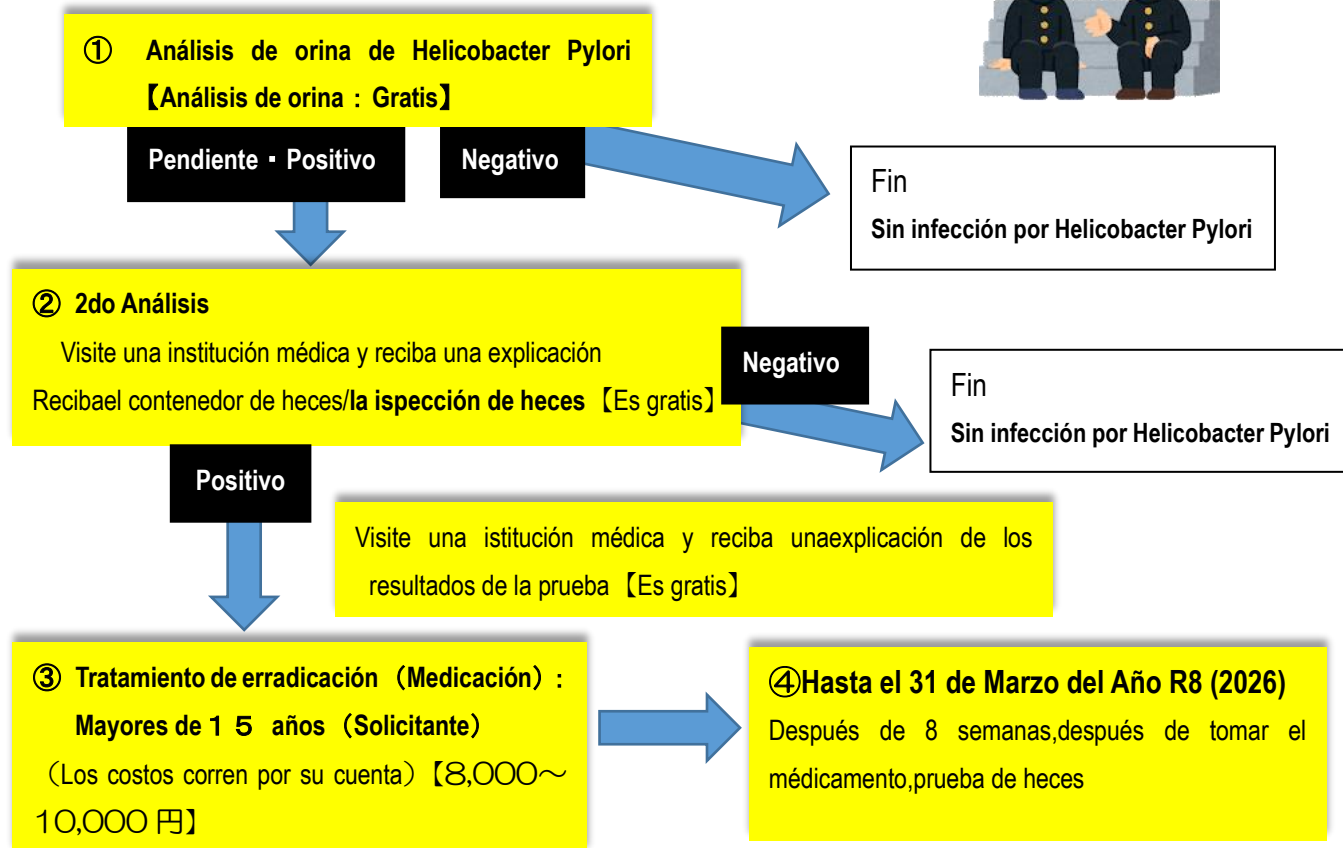 ① Análisis de orina de Helicobacter Pylori
【Análisis de orina : Gratis】
Pendiente・Positivo
Negativo
Fin
Sin infección por Helicobacter Pylori
② 2do Análisis
Visite una institución médica y reciba una explicación
Recibael contenedor de heces/la ispección de heces【Es gratis】
Negativo
Fin
Sin infección por Helicobacter Pylori
Positivo
Visite una istitución médica y reciba unaexplicación de los
resultados de la prueba【Es gratis】
③ Tratamiento de erradicación（Medicación）:
Mayores de１５ años（Solicitante）
（Los costos corren por su cuenta）【8,000～
10,000 円】
④Hasta el 31 de Marzo del Año R8 (2026)
Después de 8 semanas,después de tomar el
médicamento,prueba de heces